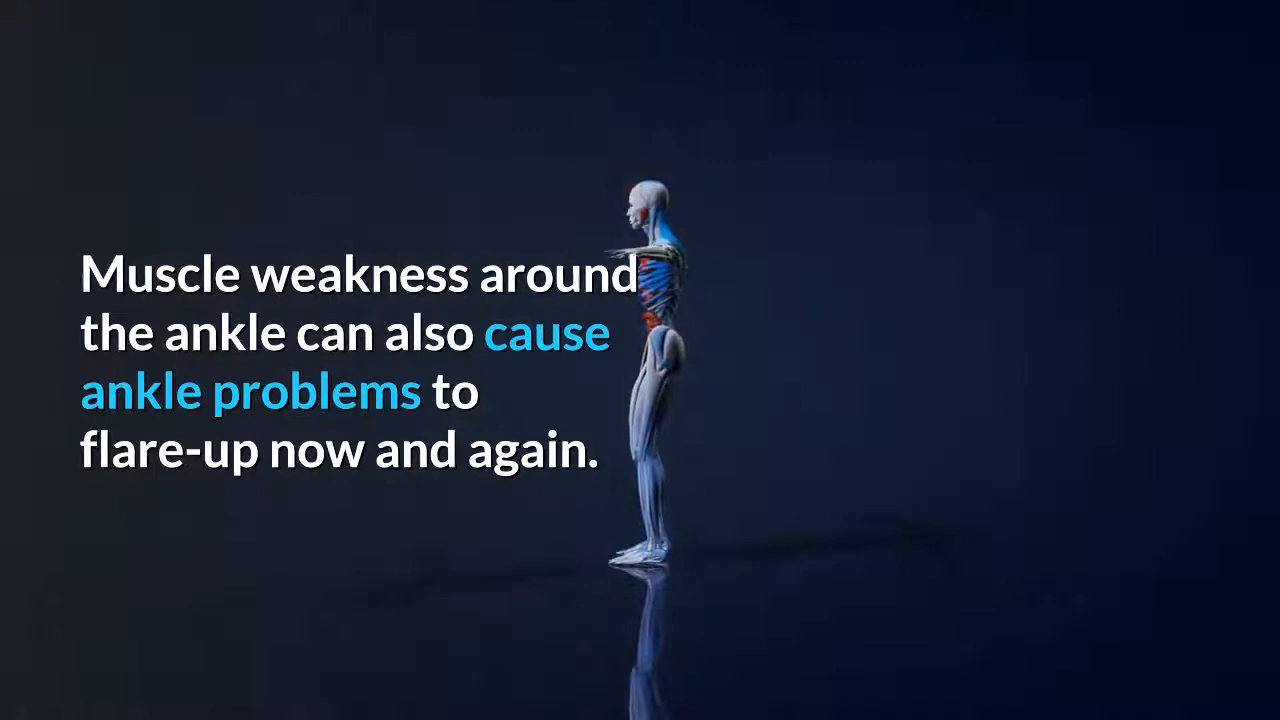 Muscle weakness around
the ankle can also cause
ankle problems to
flare-up now and again.